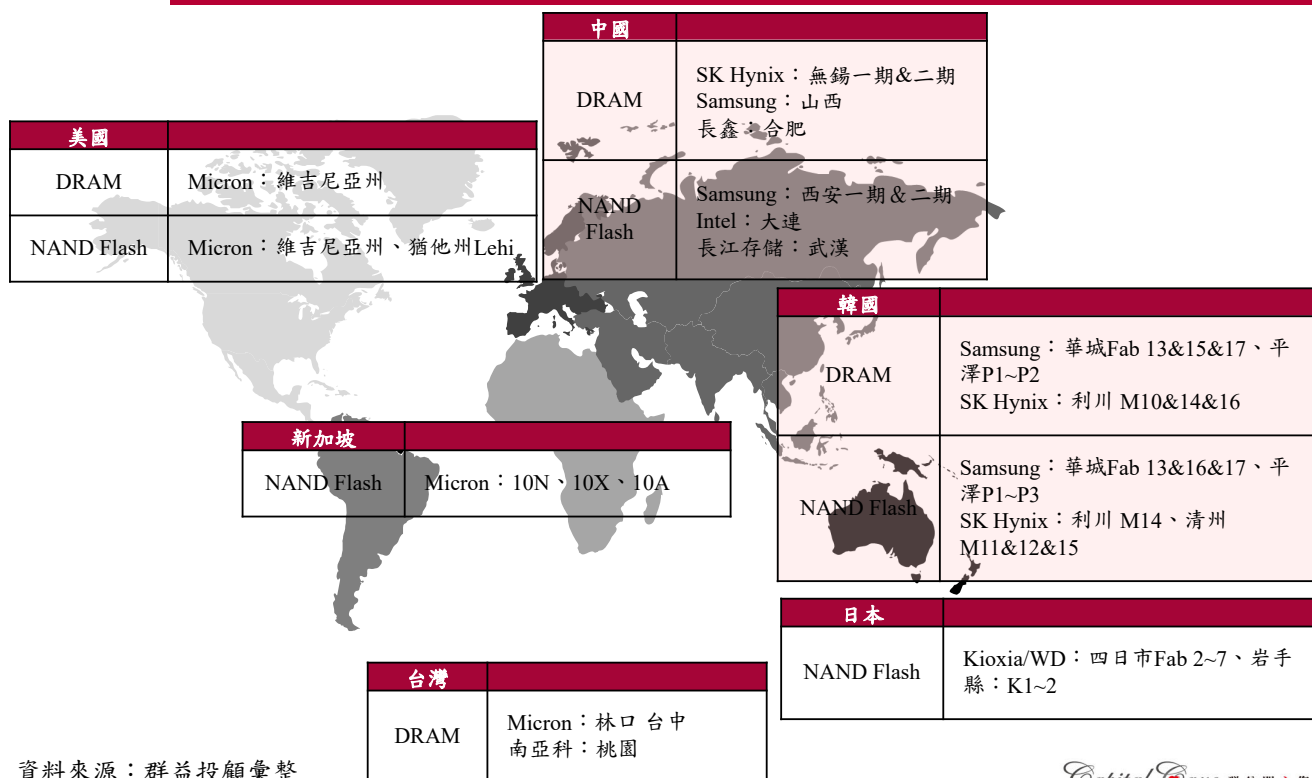 中國
DRAM
SK Hynix：無錫一期&二期
Samsung：山西
長鑫：合肥
NAND
Flash
Samsung：西安一期＆二期
Intel：大連
長江存儲：武漢
美國
DRAM
Micron：維吉尼亞州
NAND Flash
Micron：維吉尼亞州、猶他州Lehi
韓國
DRAM
Samsung：華城Fab 13&15&17、平
澤P1~P2
SK Hynix：利川 M10&14&16
NAND Flash
Samsung：華城Fab 13&16&17、平
澤P1~P3
SK Hynix：利川 M14、清州
M11&12&15
新加坡
NAND Flash
Micron：10N、10X、10A
日本
NAND Flash
Kioxia/WD：四日市Fab 2~7、岩手
縣：K1~2
台灣
DRAM
Micron：林口 台中
南亞科：桃園
資料來源：群益投顧彙整
Capital